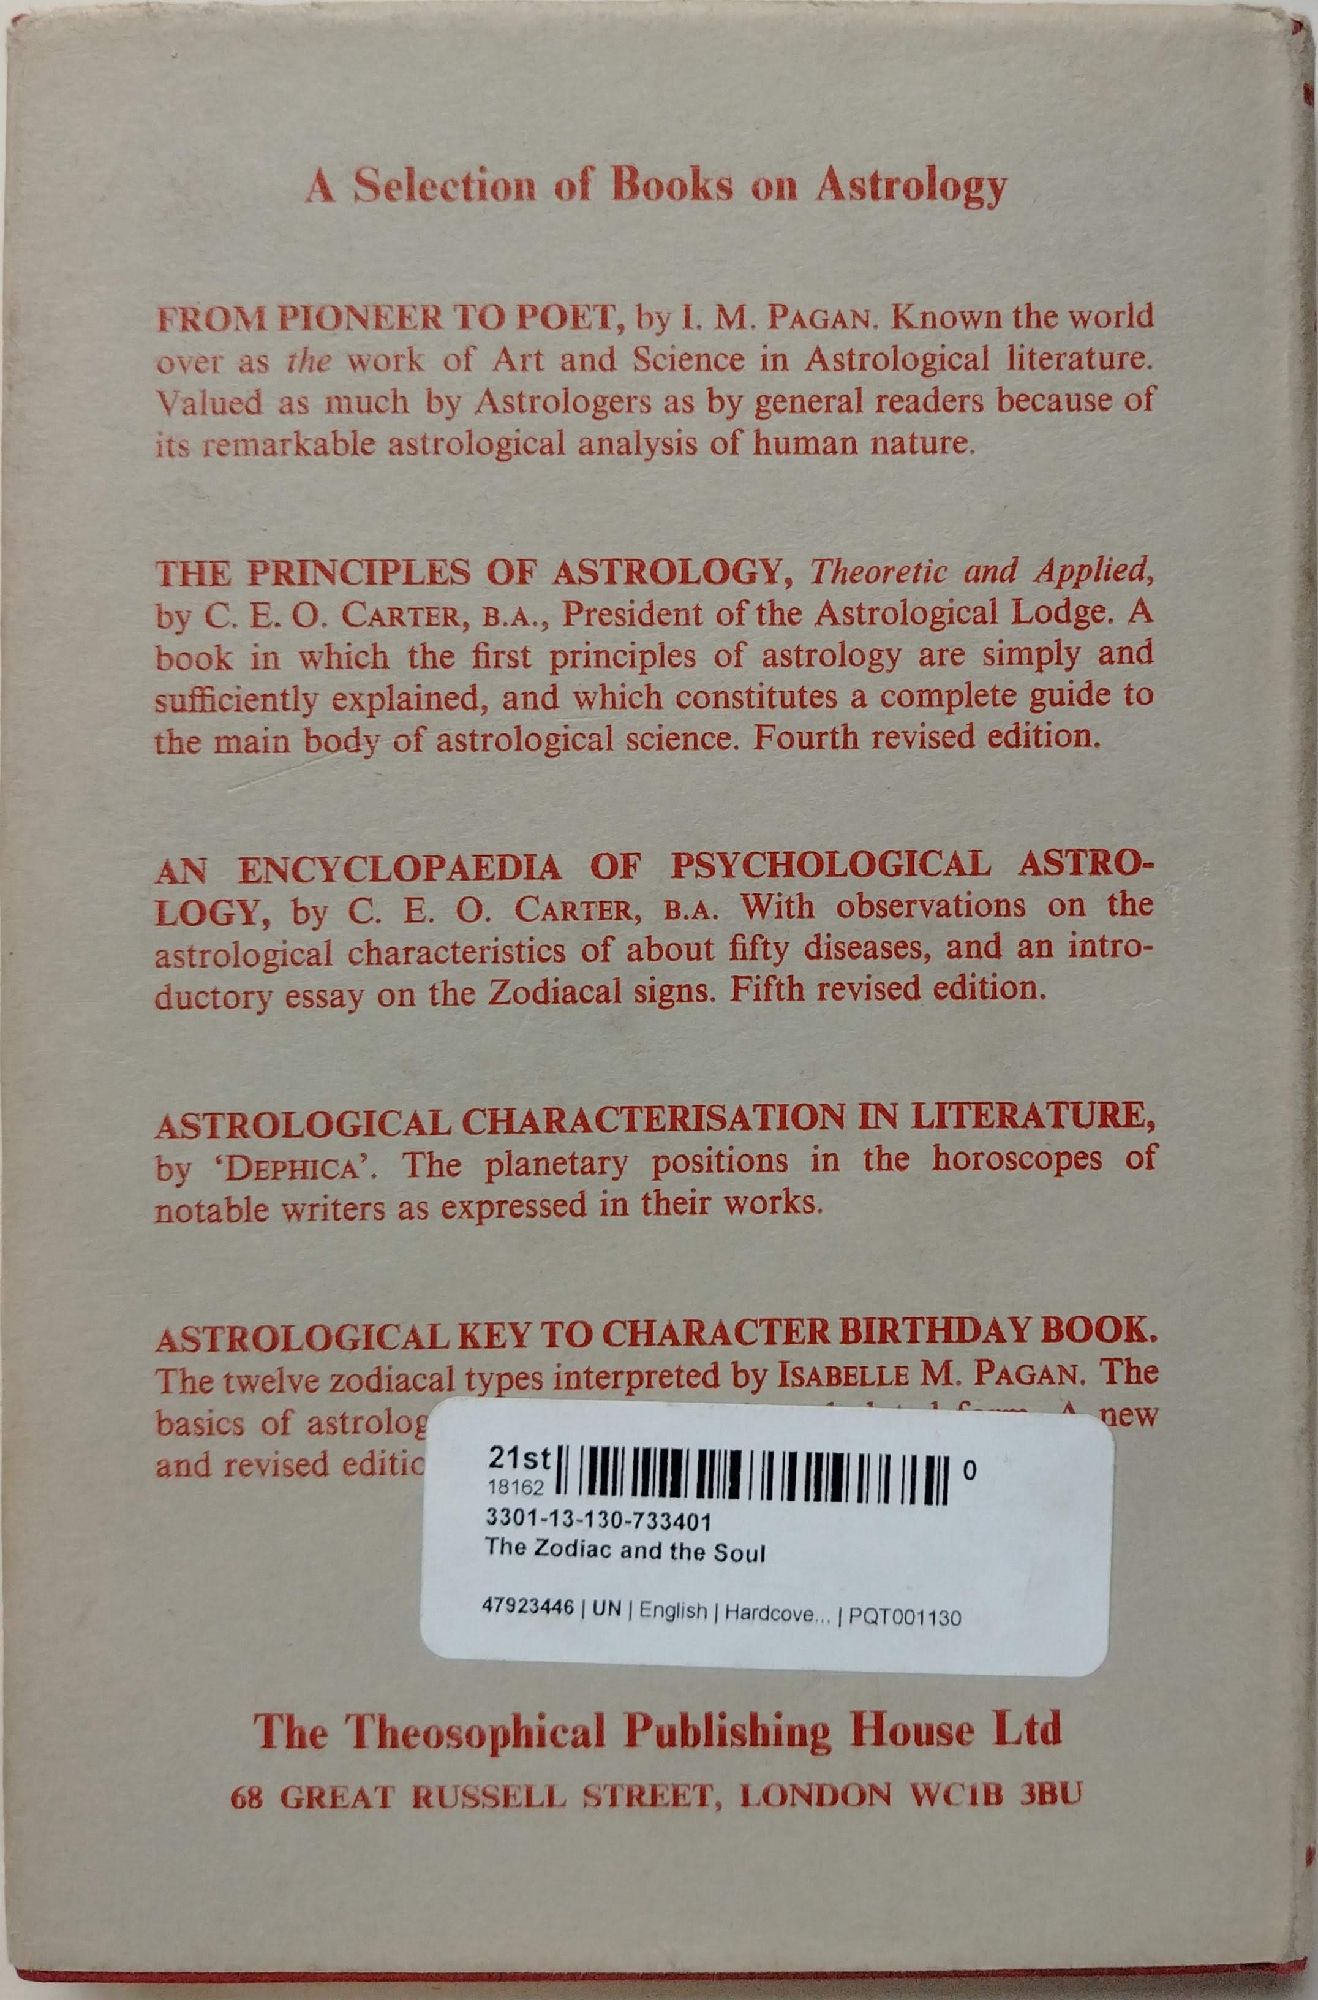 A Selection of Books on Astrology
FROM PIONEER TO POET, by I. M. PAGAN. Known the world
over as the work of Art and Science in Astrological literature.
Valued as much by Astrologers as by general readers because of
its remarkable astrological analysis of human nature.
THE PRINCIPLES OF ASTROLOGY, Theoretic and Applied,
by C. E. O. CARTER, B.A., President of the Astrological Lodge. A
book in which the first principles of astrology are simply and
sufficiently explained, and which constitutes a complete guide to
the main body of astrological science. Fourth revised edition.
AN ENCYCLOPAEDIA OF PSYCHOLOGICAL ASTRO-
LOGY, by C. E. O. CARTER, B.A. With observations on the
astrological characteristics of about fifty diseases, and an intro-
ductory essay on the Zodiacal signs. Fifth revised edition.
ASTROLOGICAL CHARACTERISATION IN LITERATURE,
by ‘DEPHICA’. The planetary positions in the horoscopes of
notable writers as expressed in their works.
ASTROLOGICAL KEY TO CHARACTER BIRTHDAY BOOK.
The twelve zodiacal types interpreted by ISABELLE M. PAGAN. The
basics of astrolog A new
and revised editio
21st 0
18162
3301-13-130-733401
The Zodiac and the Soul
47923446 | UN | English | Hardcove... | PQT001130
The Theosophical Publishing House Ltd
68 GREAT RUSSELL STREET, LONDON WC1B 3BU